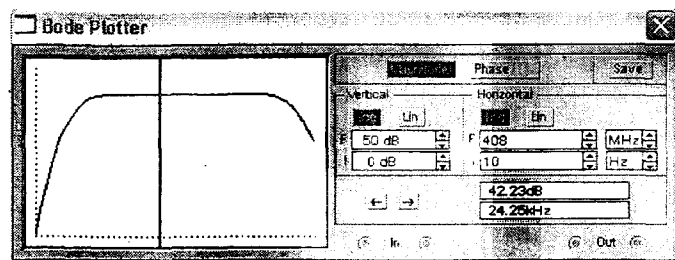 Bode Plotter
Magnitude Phase Save
Vertical Horizontal
Log Lin Log Lin
F 50 dB F 408 MHz
I 0 dB 10 Hz
← →
42.23dB
24.25kHz
In Out